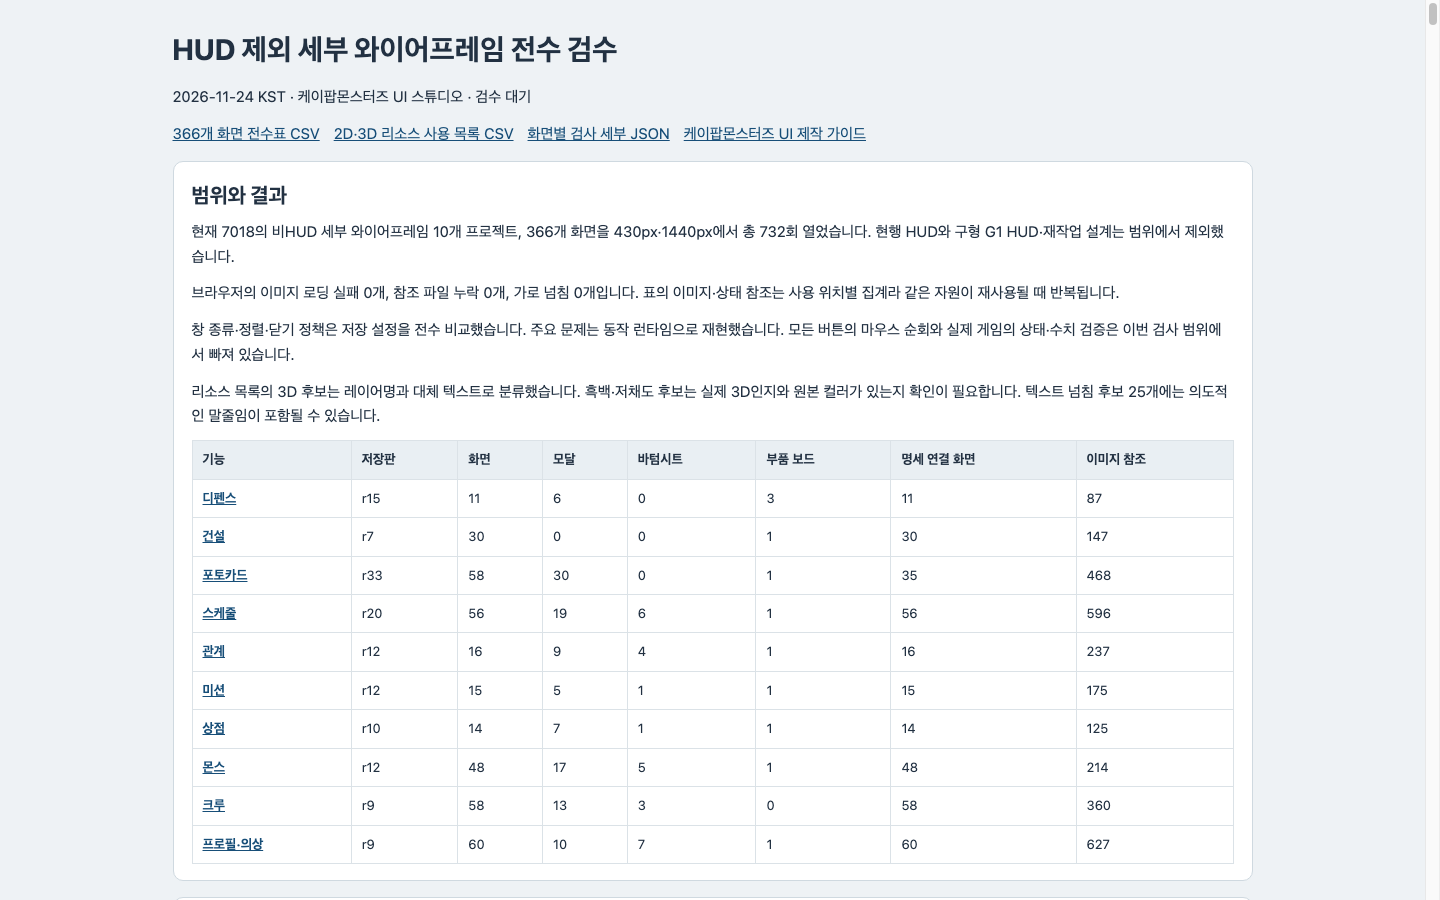 HUD 제외 세부 와이어프레임 전수 검수
2026-11-24 KST · 케이팝몬스터즈 UI 스튜디오 · 검수 대기
366개 화면 전수표 CSV 2D·3D 리소스 사용 목록 CSV 화면별 검사 세부 JSON 케이팝몬스터즈 UI 제작 가이드
범위와 결과
현재 7018의 비HUD 세부 와이어프레임 10개 프로젝트, 366개 화면을 430px·1440px에서 총 732회 열었습니다. 현행 HUD와 구형 G1 HUD·재작업 설계는 범위에서 제외했
습니다.
브라우저의 이미지 로딩 실패 0개, 참조 파일 누락 0개, 가로 넘침 0개입니다. 표의 이미지·상태 참조는 사용 위치별 집계라 같은 자원이 재사용될 때 반복됩니다.
창 종류·정렬·닫기 정책은 저장 설정을 전수 비교했습니다. 주요 문제는 동작 런타임으로 재현했습니다. 모든 버튼의 마우스 순회와 실제 게임의 상태·수치 검증은 이번 검사 범위에
서 빠져 있습니다.
리소스 목록의 3D 후보는 레이어명과 대체 텍스트로 분류했습니다. 흑백·저채도 후보는 실제 3D인지와 원본 컬러가 있는지 확인이 필요합니다. 텍스트 넘침 후보 25개에는 의도적
인 말줄임이 포함될 수 있습니다.
기능 저장판 화면 모달 바텀시트 부품 보드 명세 연결 화면 이미지 참조
디펜스 r15 11 6 0 3 11 87
건설 r7 30 0 0 1 30 147
포토카드 r33 58 30 0 1 35 468
스케줄 r20 56 19 6 1 56 596
관계 r12 16 9 4 1 16 237
미션 r12 15 5 1 1 15 175
상점 r10 14 7 1 1 14 125
몬스 r12 48 17 5 1 48 214
크루 r9 58 13 3 0 58 360
프로필·의상 r9 60 10 7 1 60 627